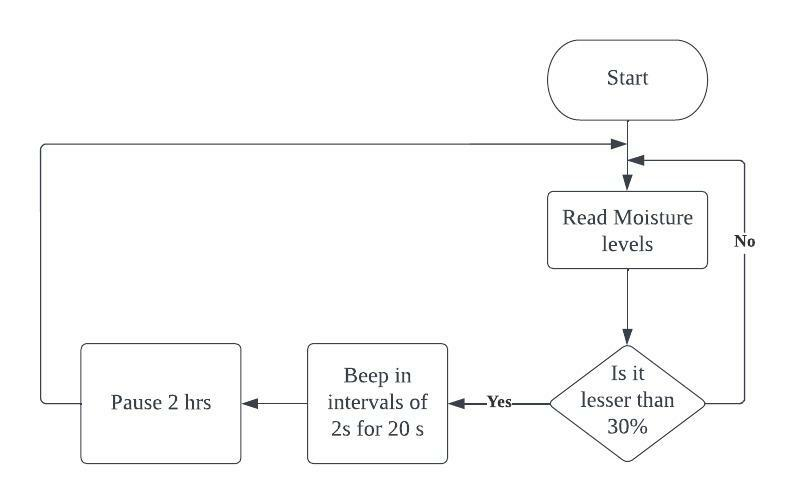 Start
Read Moisture
levels
No
Is it
lesser than
30%
Yes
Beep in
intervals of
2s for 20 s
Pause 2 hrs